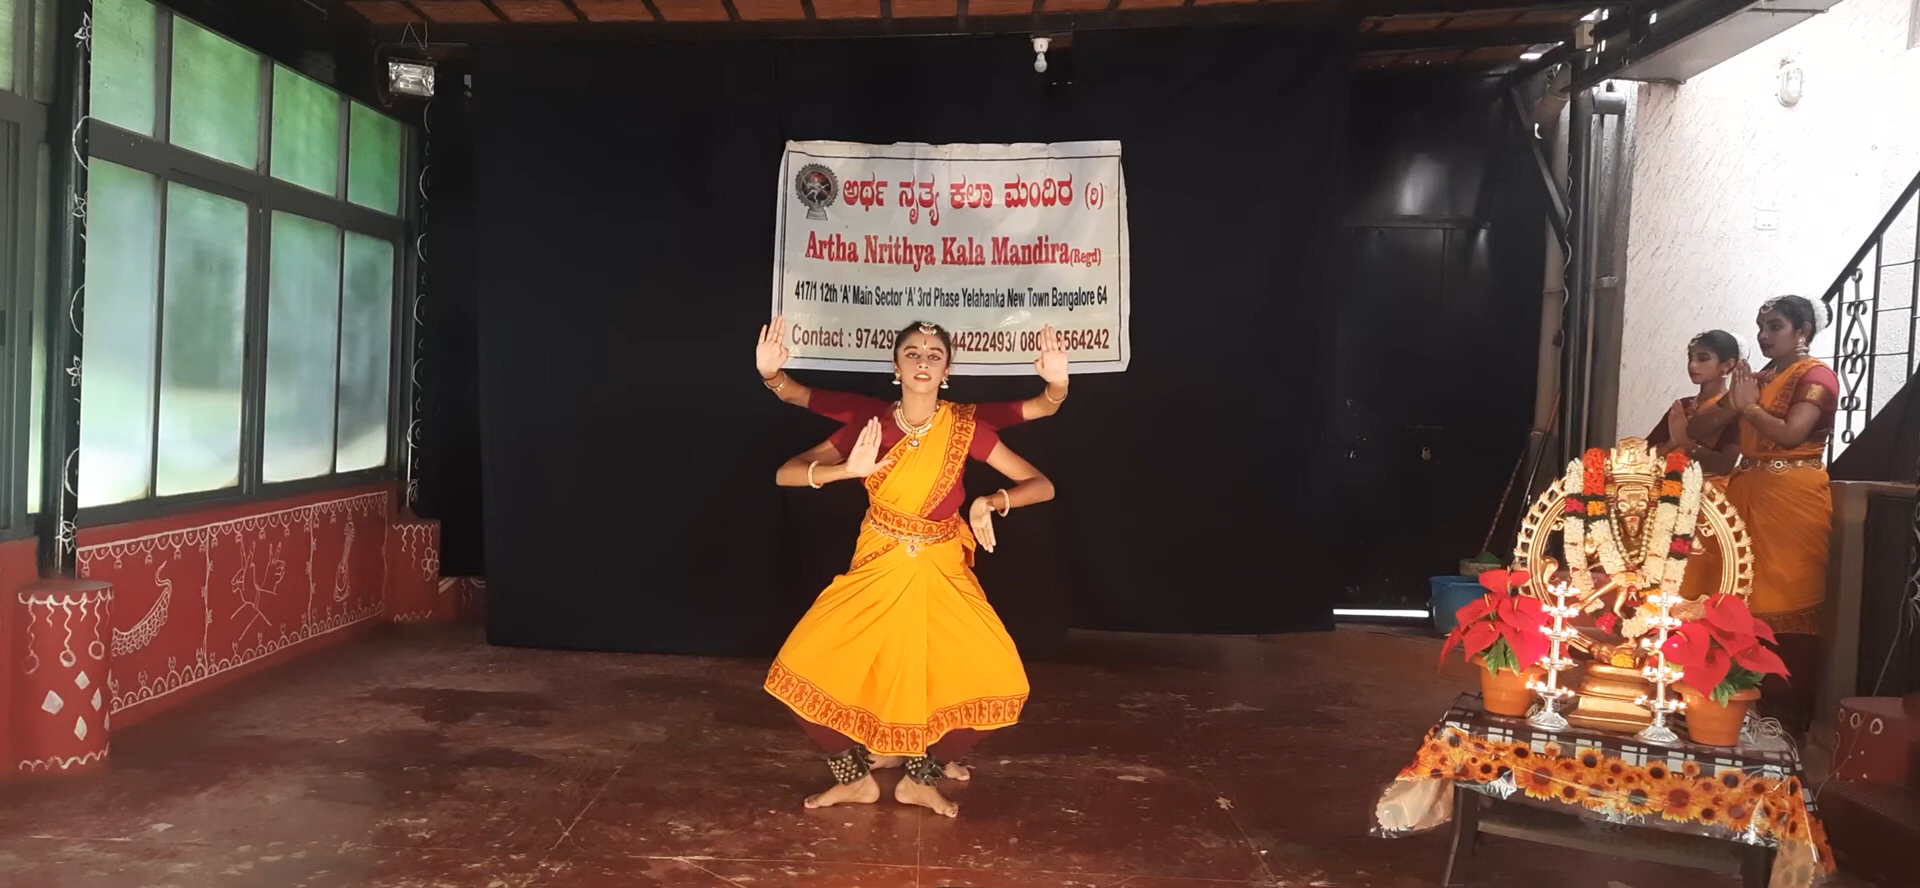 ಅರ್ಥ ನೃತ್ಯ ಕಲಾ ಮಂದಿರ (ರಿ)
Artha Nrithya Kala Mandira(Regd)
417/1 12th 'A' Main Sector 'A' 3rd Phase Yelahanka New Town Bangalore 64
Contact :